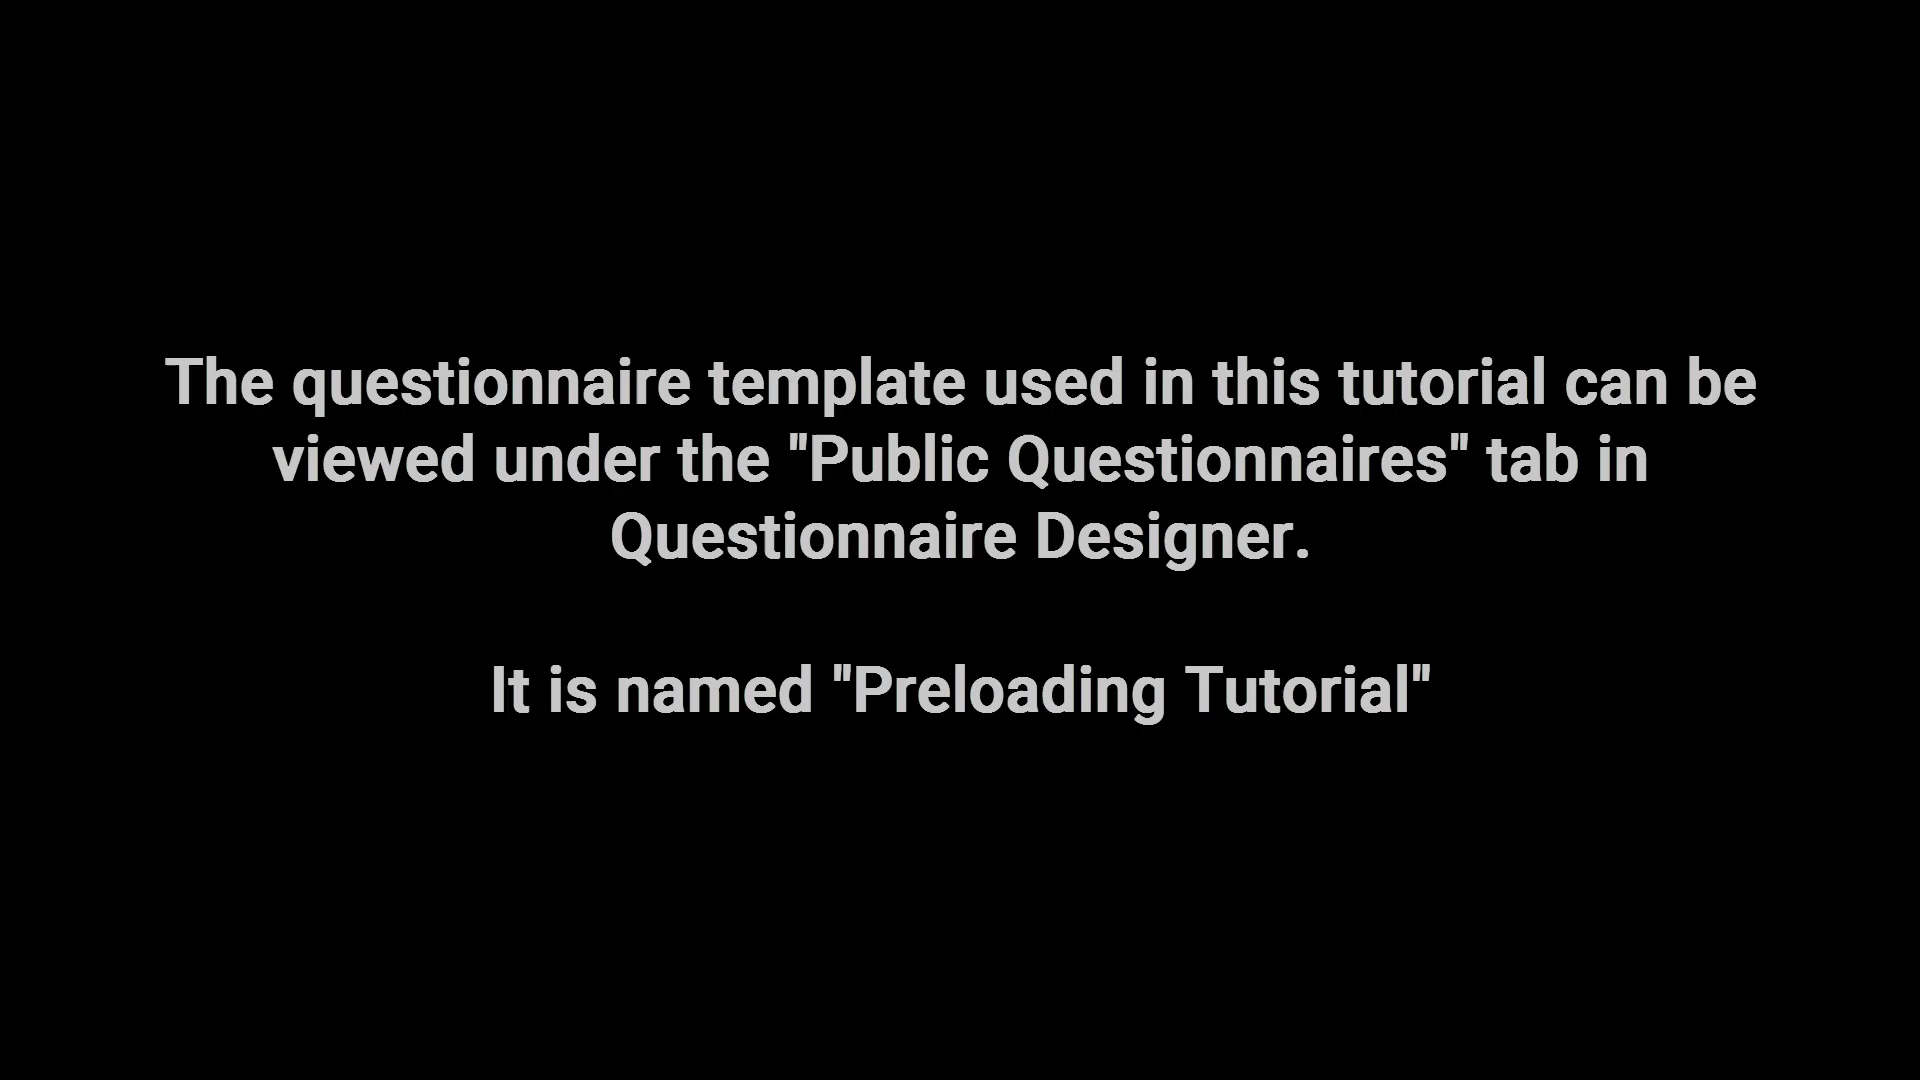 The questionnaire template used in this tutorial can be
viewed under the "Public Questionnaires" tab in
Questionnaire Designer.
It is named "Preloading Tutorial"